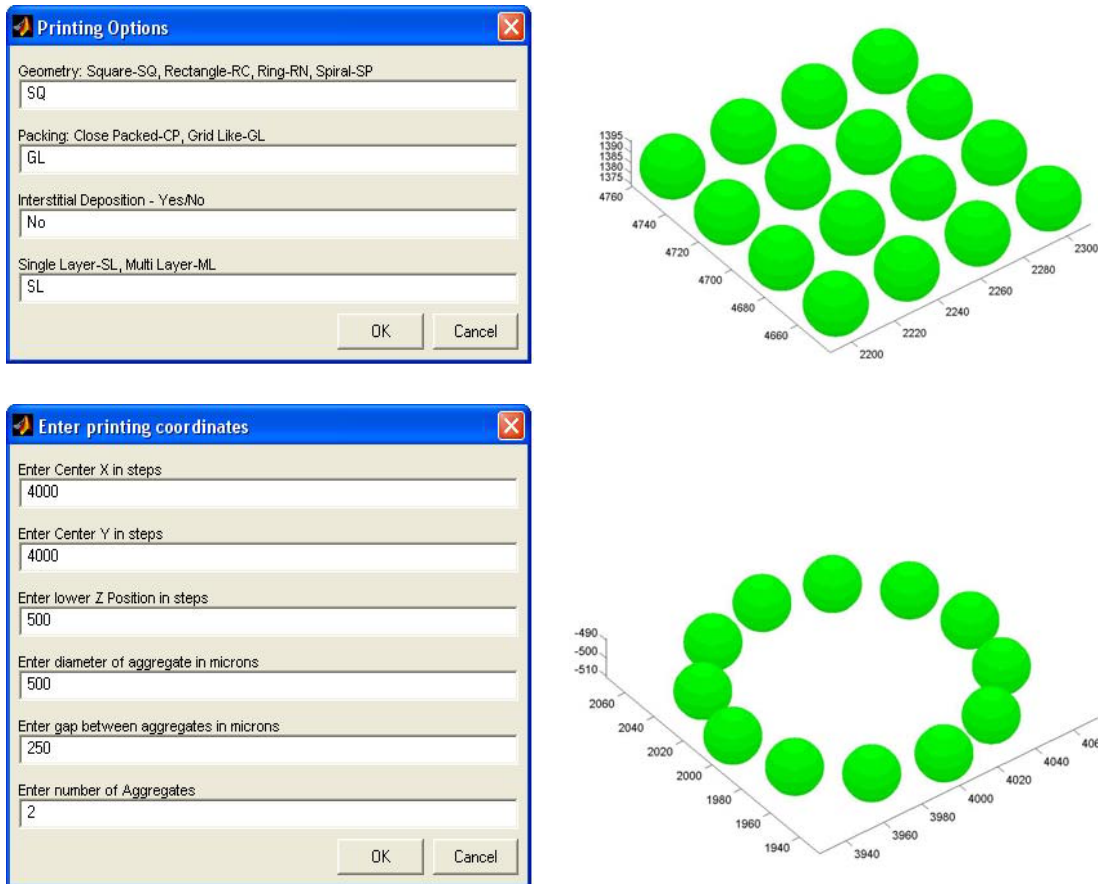 Printing Options
Geometry: Square-SQ, Rectangle-RC, Ring-RN, Spiral-SP
SQ
Packing: Close Packed-CP, Grid Like-GL
GL
Interstitial Deposition - Yes/No
No
Single Layer-SL, Multi Layer-ML
SL
OK
Cancel
1395
1390
1385
1380
1375
4760
4740
4720
4700
4680
4660
2200
2220
2240
2260
2280
2300
Enter printing coordinates
Enter Center X in steps
4000
Enter Center Y in steps
4000
Enter lower Z Position in steps
500
Enter diameter of aggregate in microns
500
Enter gap between aggregates in microns
250
Enter number of Aggregates
2
OK
Cancel
-490
-500
-510
2060
2040
2020
2000
1980
1960
1940
3940
3960
3980
4000
4020
4040